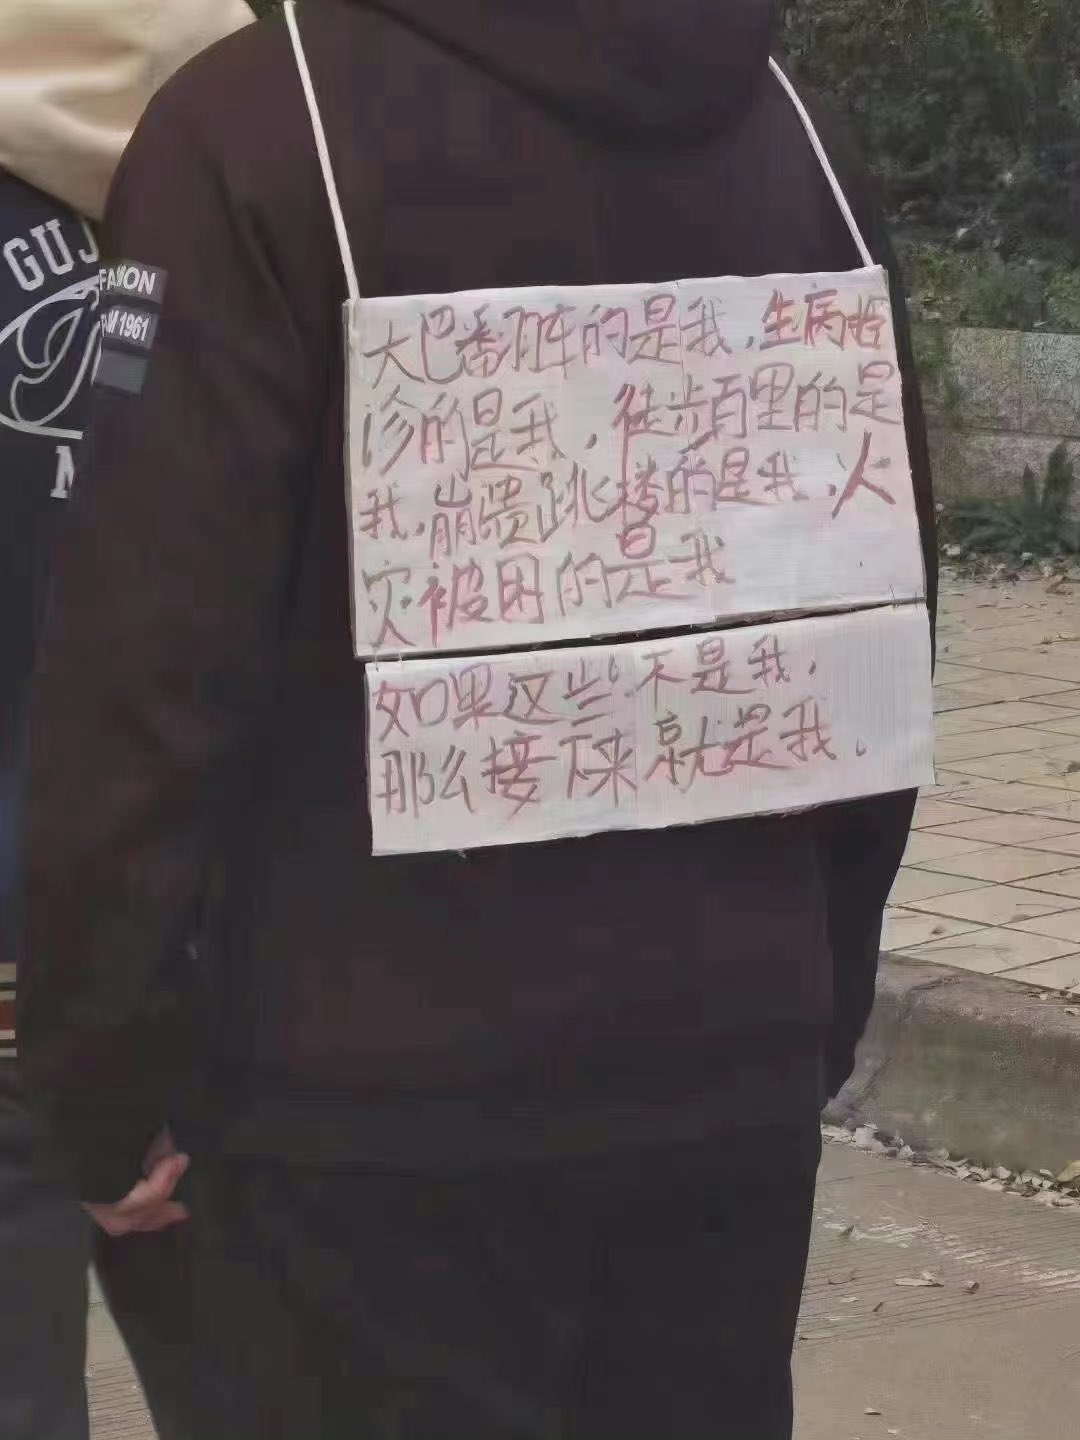 大巴翻车的是我，生病拒
诊的是我，徒步百里的是
我，崩溃跳楼的是我，火
灾被困的是我
如果这些不是我，
那么接下来就是我。
GUJ
FASHION
1961